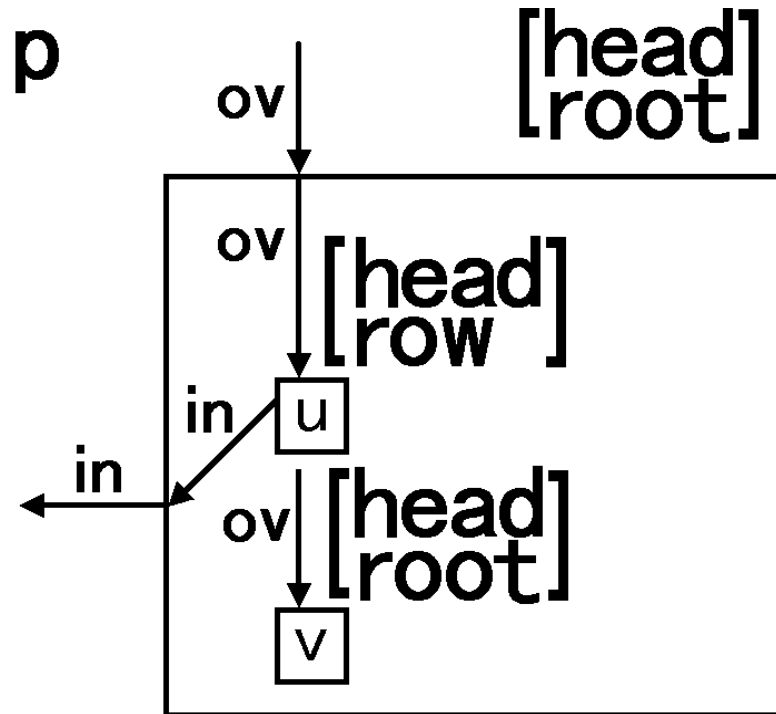 p
ov
[head
root]
ov
[head
row]
in
u
in
ov
[head
root]
v